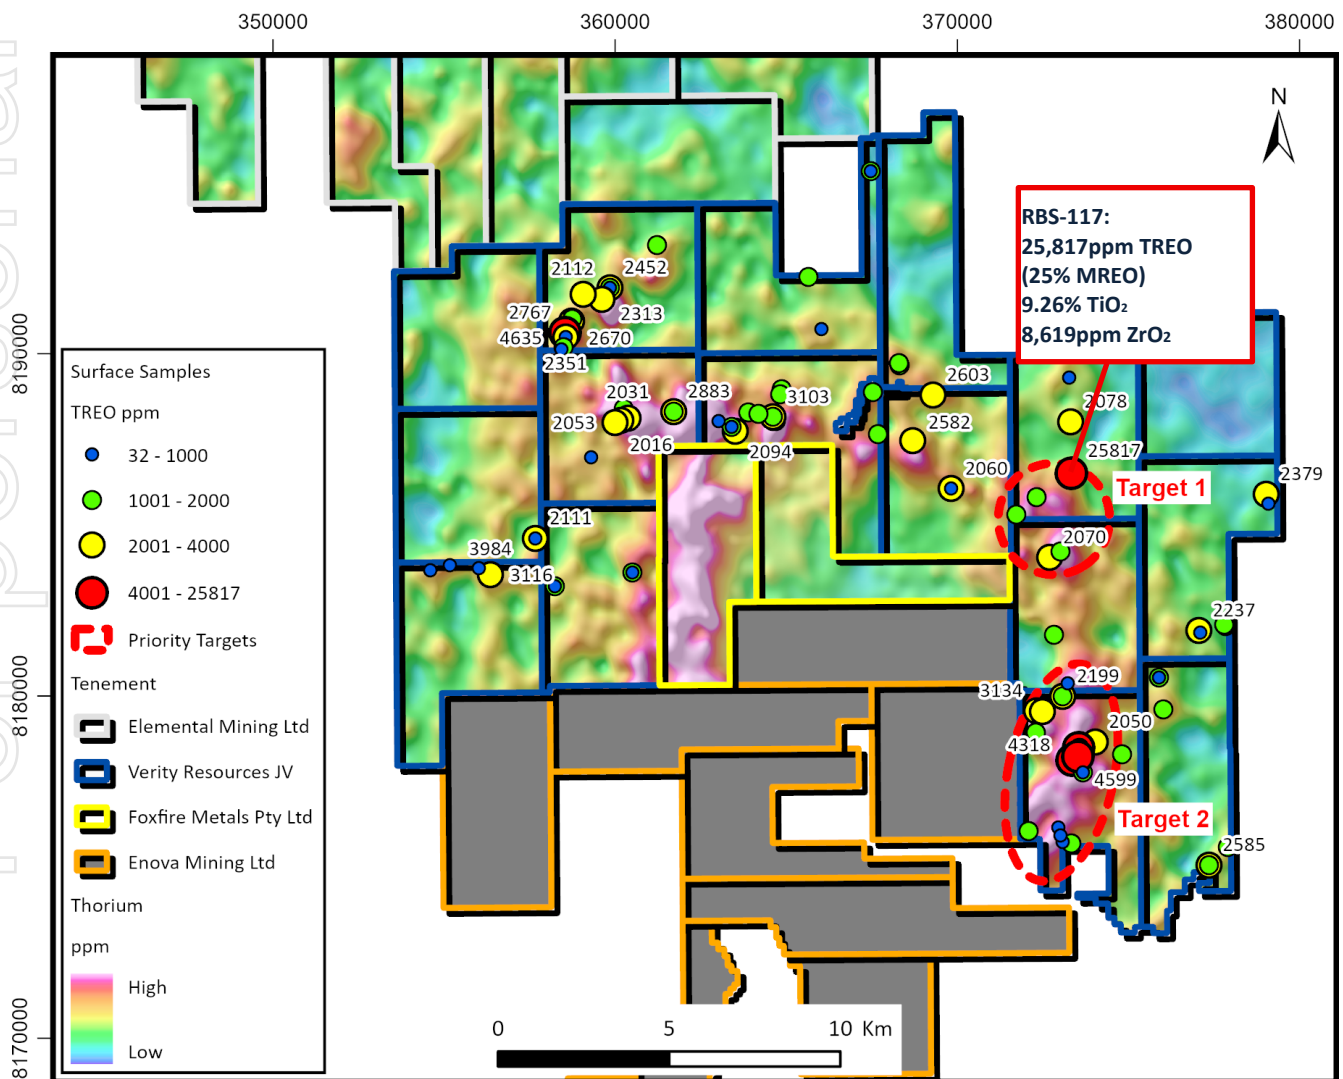 350000
360000
370000
380000
N
RBS-117:
25,817ppm TREO
(25% MREO)
9.26% TiO₂
8,619ppm ZrO₂
2112
2452
2313
2767
4635
2670
2351
8190000
2031
2883
3103
2053
2016
2094
2603
2582
2078
25817
2060
Target 1
2379
2111
3984
3116
2070
2237
8180000
3134
2199
2050
4318
4599
Target 2
2585
8170000
Surface Samples
TREO ppm
32 - 1000
1001 - 2000
2001 - 4000
4001 - 25817
Priority Targets
Tenement
Elemental Mining Ltd
Verity Resources JV
Foxfire Metals Pty Ltd
Enova Mining Ltd
Thorium
ppm
High
Low
0 5 10 Km